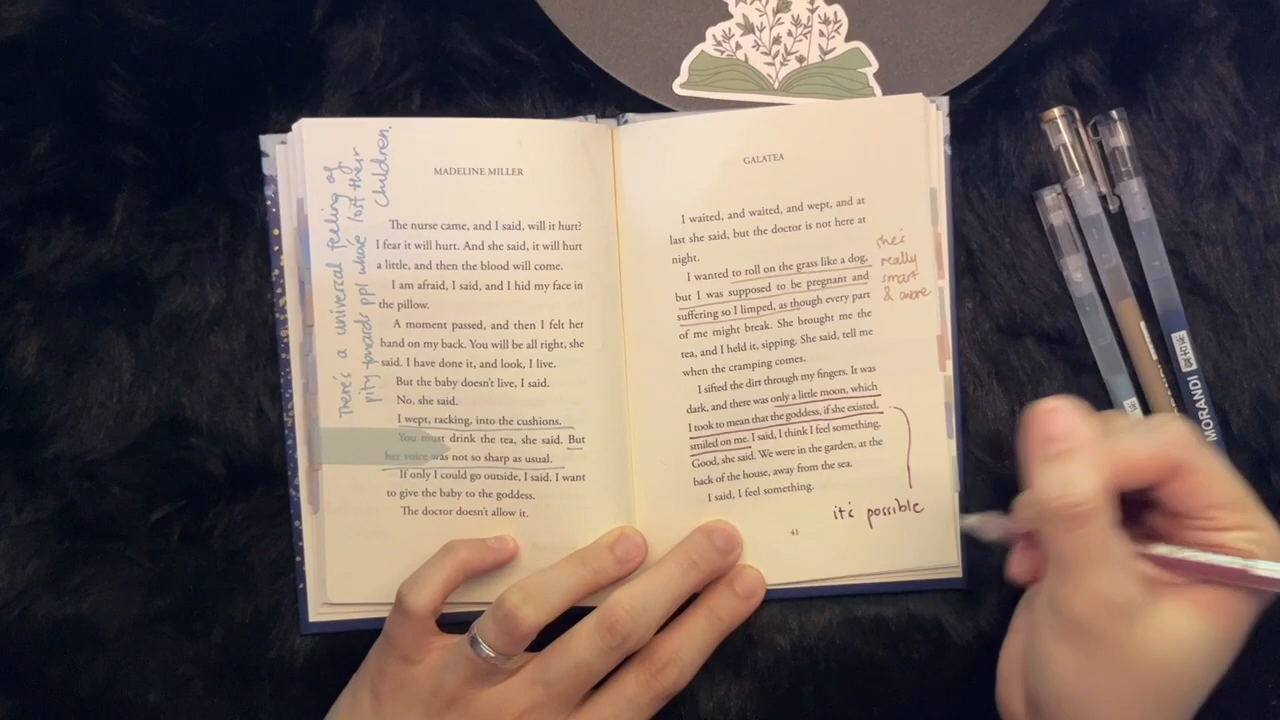 There's a universal feeling of
pity towards ppl who've lost their
children.
MADELINE MILLER
The nurse came, and I said, will it hurt?
I fear it will hurt. And she said, it will hurt
a little, and then the blood will come.
I am afraid, I said, and I hid my face in
the pillow.
A moment passed, and then I felt her
hand on my back. You will be all right, she
said. I have done it, and look, I live.
But the baby doesn't live, I said.
No, she said.
I wept, racking, into the cushions.
You must drink the tea, she said. But
her voice was not so sharp as usual.
If only I could go outside, I said. I want
to give the baby to the goddess.
The doctor doesn't allow it.
GALATEA
I waited, and waited, and wept, and at
last she said, but the doctor is not here at
night.
I wanted to roll on the grass like a dog,
but I was supposed to be pregnant and
suffering so I limped, as though every part
of me might break. She brought me the
tea, and I held it, sipping. She said, tell me
when the cramping comes.
I sifted the dirt through my fingers. It was
dark, and there was only a little moon, which
I took to mean that the goddess, if she existed,
smiled on me. I said, I think I feel something.
Good, she said. We were in the garden, at the
back of the house, away from the sea.
I said, I feel something.
41
she's
really
smart
& aware
it's possible
MORANDI